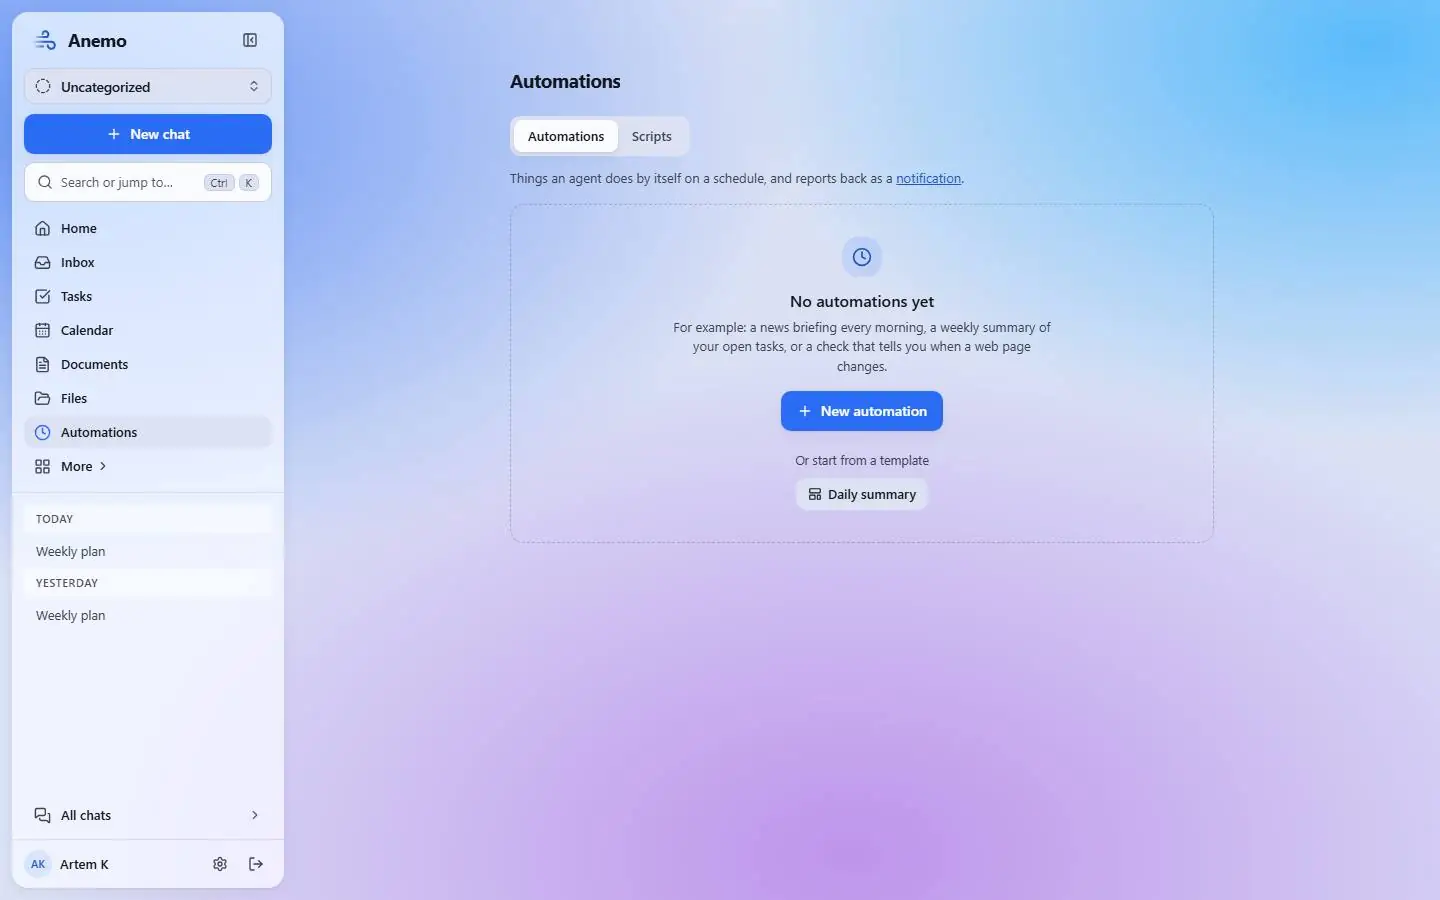 Anemo
Uncategorized
New chat
Search or jump to... Ctrl K
Home
Inbox
Tasks
Calendar
Documents
Files
Automations
More
TODAY
Weekly plan
YESTERDAY
Weekly plan
All chats
AK Artem K
Automations
Automations Scripts
Things an agent does by itself on a schedule, and reports back as a notification.
No automations yet
For example: a news briefing every morning, a weekly summary of
your open tasks, or a check that tells you when a web page
changes.
New automation
Or start from a template
Daily summary